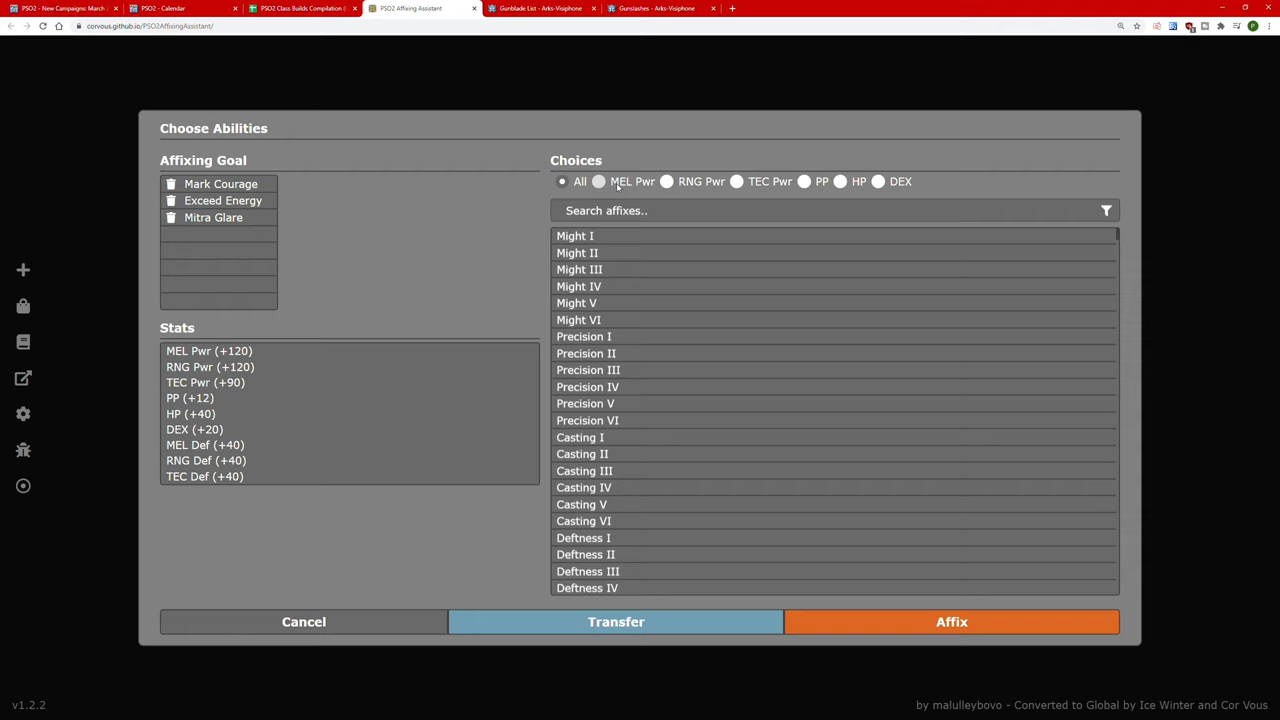 PSO2 - New Campaigns: March
PSO2 - Calendar
PSO2 Class Builds Compilation (
PSO2 Affixing Assistant
Gunblade List - Arks-Visiphone
Gunslashes - Arks-Visiphone
corvous.github.io/PSO2AffixingAssistant/
Choose Abilities
Affixing Goal
Mark Courage
Exceed Energy
Mitra Glare
Stats
MEL Pwr (+120)
RNG Pwr (+120)
TEC Pwr (+90)
PP (+12)
HP (+40)
DEX (+20)
MEL Def (+40)
RNG Def (+40)
TEC Def (+40)
Choices
All MEL Pwr RNG Pwr TEC Pwr PP HP DEX
Search affixes..
Might I
Might II
Might III
Might IV
Might V
Might VI
Precision I
Precision II
Precision III
Precision IV
Precision V
Precision VI
Casting I
Casting II
Casting III
Casting IV
Casting V
Casting VI
Deftness I
Deftness II
Deftness III
Deftness IV
Cancel
Transfer
Affix
v1.2.2
by malulleybovo - Converted to Global by Ice Winter and Cor Vous